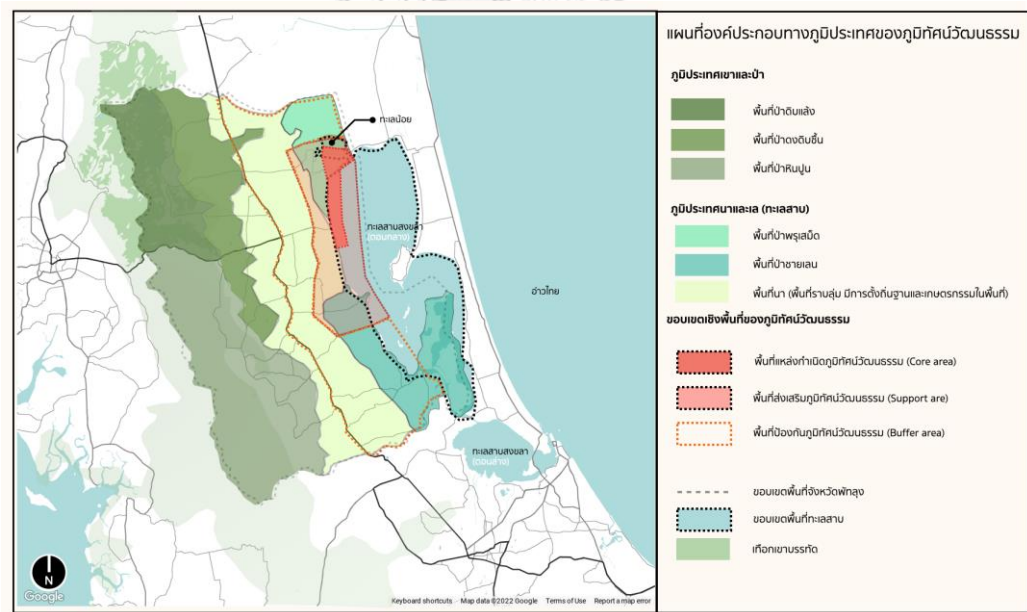 แผนที่องค์ประกอบทางภูมิประเทศของภูมิทัศน์วัฒนธรรม
ภูมิประเทศเขาและป่า
พื้นที่ป่าดิบแล้ง
พื้นที่ป่าดงดิบชื้น
พื้นที่ป่าหินปูน
ภูมิประเทศนาและเล (ทะเลสาบ)
พื้นที่ป่าพรุเสม็ด
พื้นที่ป่าชายเลน
พื้นที่นา (พื้นที่ราบลุ่ม มีการตั้งถิ่นฐานและเกษตรกรรมในพื้นที่)
ขอบเขตเชิงพื้นที่ของภูมิทัศน์วัฒนธรรม
พื้นที่แหล่งกำเนิดภูมิทัศน์วัฒนธรรม (Core area)
พื้นที่ส่งเสริมภูมิทัศน์วัฒนธรรม (Support are)
พื้นที่ป้องกันภูมิทัศน์วัฒนธรรม (Buffer area)
ขอบเขตพื้นที่จังหวัดพัทลุง
ขอบเขตพื้นที่ทะเลสาบ
เทือกเขาบรรทัด
ทะเลน้อย
ทะเลสาบสงขลา
(ตอนกลาง)
อ่าวไทย
ทะเลสาบสงขลา
(ตอนล่าง)
N
Google
Keyboard shortcuts
Map data ©2022 Google
Terms of Use
Report a map error